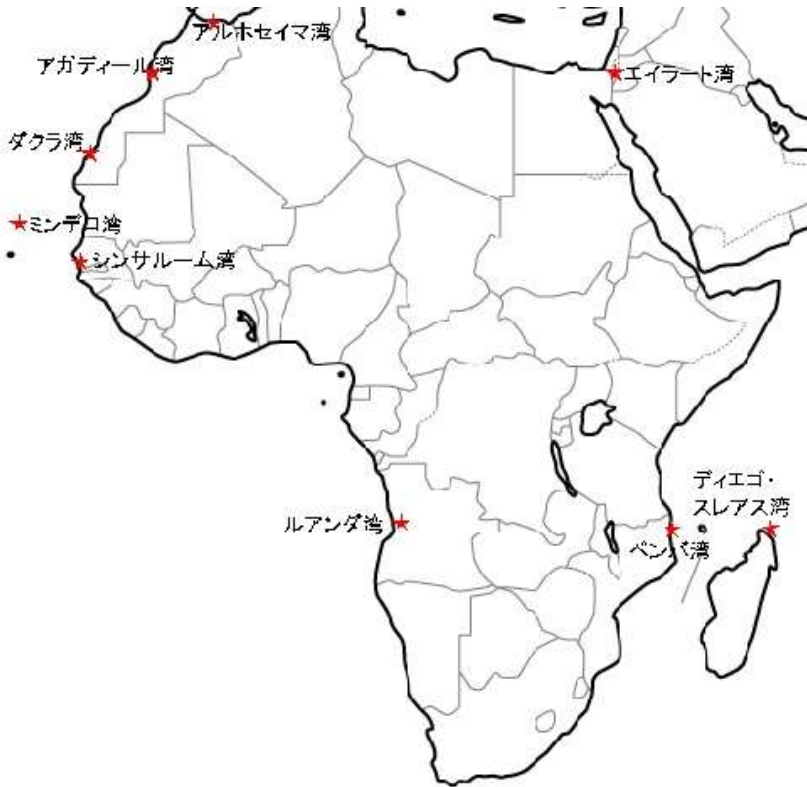 アルホセイマ湾
アガディール湾
エイラート湾
ダクラ湾
ミンデロ湾
シンサルーム湾
ディエゴ・
スレアス湾
ルアンダ湾
ペンバ湾